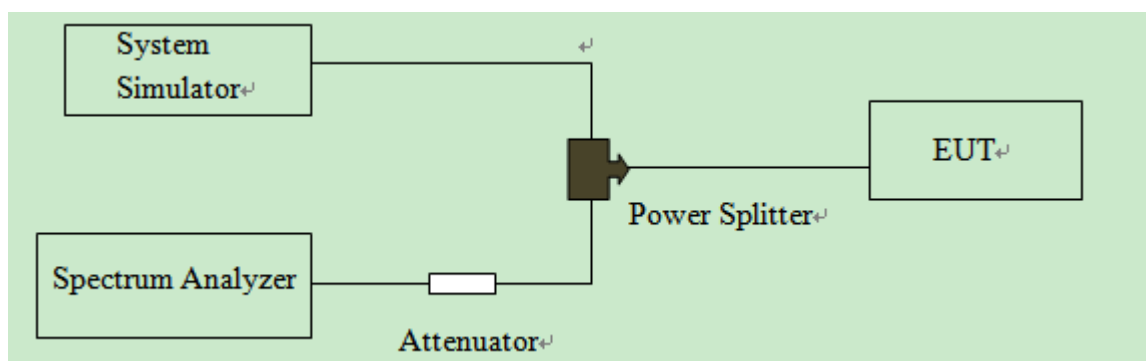 System
Simulator↵
↵
EUT↵
Power Splitter↵
Spectrum Analyzer
Attenuator↵